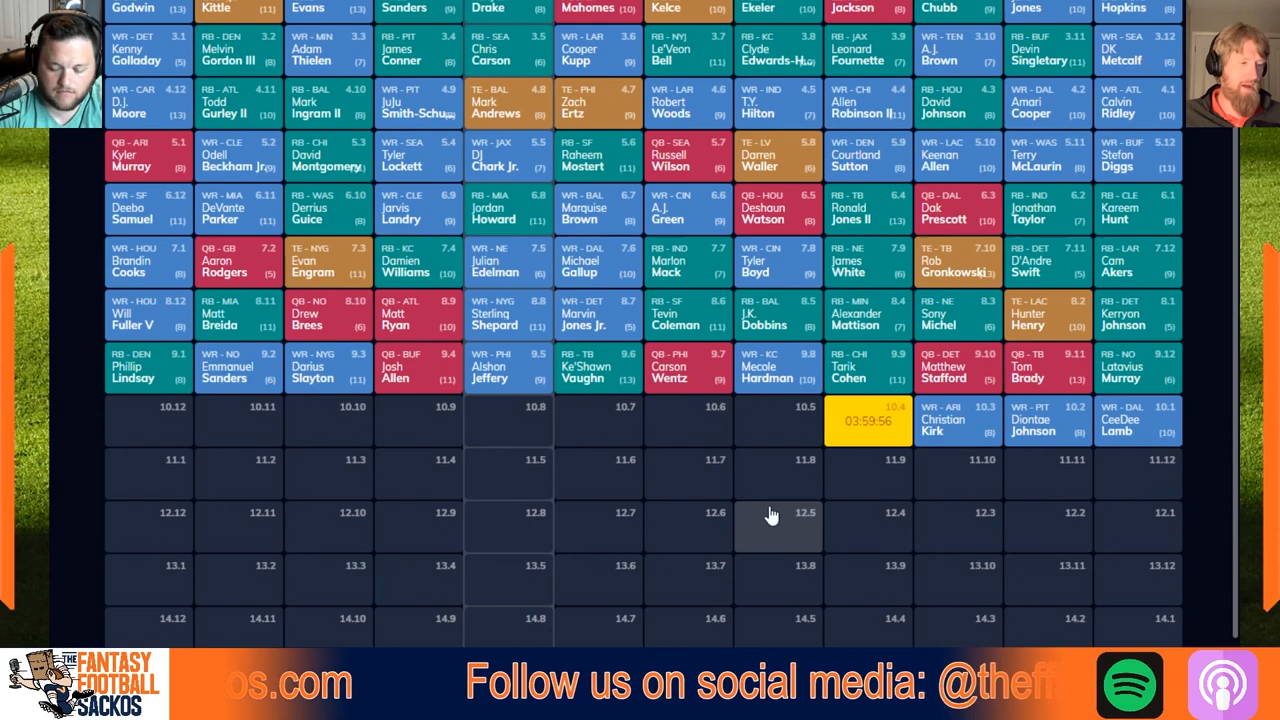 Godwin (13) Kittle (11) Evans (13) Sanders (9) Drake (8) Mahomes (10) Kelce (10) Ekeler (10) Jackson (8) Chubb (9) Jones (10) Hopkins (8)
WR - DET 3.1 RB - DEN 3.2 WR - MIN 3.3 RB - PIT 3.4 RB - SEA 3.5 WR - LAR 3.6 RB - NYJ 3.7 RB - KC 3.8 RB - JAX 3.9 WR - TEN 3.10 RB - BUF 3.11 WR - SEA 3.12
Kenny Melvin Adam James Chris Cooper Le'Veon Clyde Leonard A.J. Devin DK
Golladay (5) Gordon III (8) Thielen (7) Conner (8) Carson (6) Kupp (9) Bell (11) Edwards-H... Fournette (7) Brown (7) Singletary (11) Metcalf (6)
WR - CAR 4.12 RB - ATL 4.11 RB - BAL 4.10 WR - PIT 4.9 TE - BAL 4.8 TE - PHI 4.7 WR - LAR 4.6 WR - IND 4.5 WR - CHI 4.4 RB - HOU 4.3 WR - DAL 4.2 WR - ATL 4.1
D.J. Todd Mark JuJu Mark Zach Robert T.Y. Allen David Amari Calvin
Moore (13) Gurley II (10) Ingram II (8) Smith-Schu... Andrews (8) Ertz (9) Woods (9) Hilton (7) Robinson II (11) Johnson (8) Cooper (10) Ridley (10)
QB - ARI 5.1 WR - CLE 5.2 RB - CHI 5.3 WR - SEA 5.4 WR - JAX 5.5 RB - SF 5.6 QB - SEA 5.7 TE - LV 5.8 WR - DEN 5.9 WR - LAC 5.10 WR - WAS 5.11 WR - BUF 5.12
Kyler Odell David Tyler DJ Raheem Russell Darren Courtland Keenan Terry Stefon
Murray (8) Beckham Jr. (9) Montgomery Lockett (6) Chark Jr. (7) Mostert (11) Wilson (6) Waller (6) Sutton (8) Allen (10) McLaurin (8) Diggs (11)
WR - SF 6.12 WR - MIA 6.11 RB - WAS 6.10 WR - CLE 6.9 RB - MIA 6.8 WR - BAL 6.7 WR - CIN 6.6 QB - HOU 6.5 RB - TB 6.4 QB - DAL 6.3 RB - IND 6.2 RB - CLE 6.1
Deebo DeVante Derrius Jarvis Jordan Marquise A.J. Deshaun Ronald Dak Jonathan Kareem
Samuel (11) Parker (11) Guice (8) Landry (9) Howard (11) Brown (8) Green (9) Watson (8) Jones II (13) Prescott (10) Taylor (7) Hunt (9)
WR - HOU 7.1 QB - GB 7.2 TE - NYG 7.3 RB - KC 7.4 WR - NE 7.5 WR - DAL 7.6 RB - IND 7.7 WR - CIN 7.8 RB - NE 7.9 TE - TB 7.10 RB - DET 7.11 RB - LAR 7.12
Brandin Aaron Evan Damien Julian Michael Marlon Tyler James Rob D'Andre Cam
Cooks (8) Rodgers (5) Engram (11) Williams (10) Edelman (6) Gallup (10) Mack (7) Boyd (9) White (6) Gronkowski (13) Swift (5) Akers (9)
WR - HOU 8.12 RB - MIA 8.11 QB - NO 8.10 QB - ATL 8.9 WR - NYG 8.8 WR - DET 8.7 RB - SF 8.6 RB - BAL 8.5 RB - MIN 8.4 RB - NE 8.3 TE - LAC 8.2 RB - DET 8.1
Will Matt Drew Matt Sterling Marvin Tevin J.K. Alexander Sony Hunter Kerryon
Fuller V (8) Breida (11) Brees (6) Ryan (10) Shepard (11) Jones Jr. (5) Coleman (11) Dobbins (8) Mattison (7) Michel (6) Henry (10) Johnson (5)
RB - DEN 9.1 WR - NO 9.2 WR - NYG 9.3 QB - BUF 9.4 WR - PHI 9.5 RB - TB 9.6 QB - PHI 9.7 WR - KC 9.8 RB - CHI 9.9 QB - DET 9.10 QB - TB 9.11 RB - NO 9.12
Phillip Emmanuel Darius Josh Alshon Ke'Shawn Carson Mecole Tarik Matthew Tom Latavius
Lindsay (8) Sanders (6) Slayton (11) Allen (11) Jeffery (9) Vaughn (13) Wentz (9) Hardman (10) Cohen (11) Stafford (5) Brady (13) Murray (6)
10.12 10.11 10.10 10.9 10.8 10.7 10.6 10.5 10.4 WR - ARI 10.3 WR - PIT 10.2 WR - DAL 10.1
03:59:56 Christian Diontae CeeDee
Kirk (8) Johnson (8) Lamb (10)
11.1 11.2 11.3 11.4 11.5 11.6 11.7 11.8 11.9 11.10 11.11 11.12
12.12 12.11 12.10 12.9 12.8 12.7 12.6 12.5 12.4 12.3 12.2 12.1
13.1 13.2 13.3 13.4 13.5 13.6 13.7 13.8 13.9 13.10 13.11 13.12
14.12 14.11 14.10 14.9 14.8 14.7 14.6 14.5 14.4 14.3 14.2 14.1
THE FANTASY
FOOTBALL
SACKOS
os.com Follow us on social media: @theff